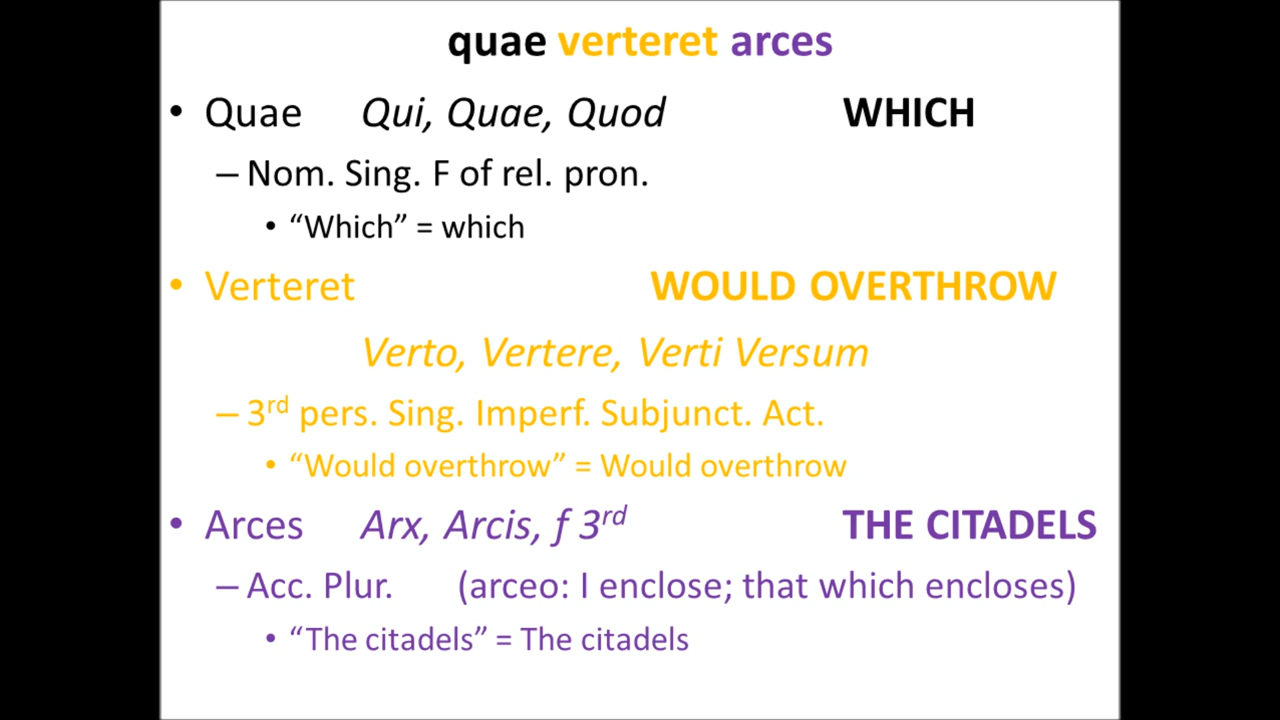 quae verteret arces
• Quae Qui, Quae, Quod WHICH
– Nom. Sing. F of rel. pron.
• “Which” = which
• Verteret WOULD OVERTHROW
Verto, Vertere, Verti Versum
– 3rd pers. Sing. Imperf. Subjunct. Act.
• “Would overthrow” = Would overthrow
• Arces Arx, Arcis, f 3rd THE CITADELS
– Acc. Plur. (arceo: I enclose; that which encloses)
• “The citadels” = The citadels